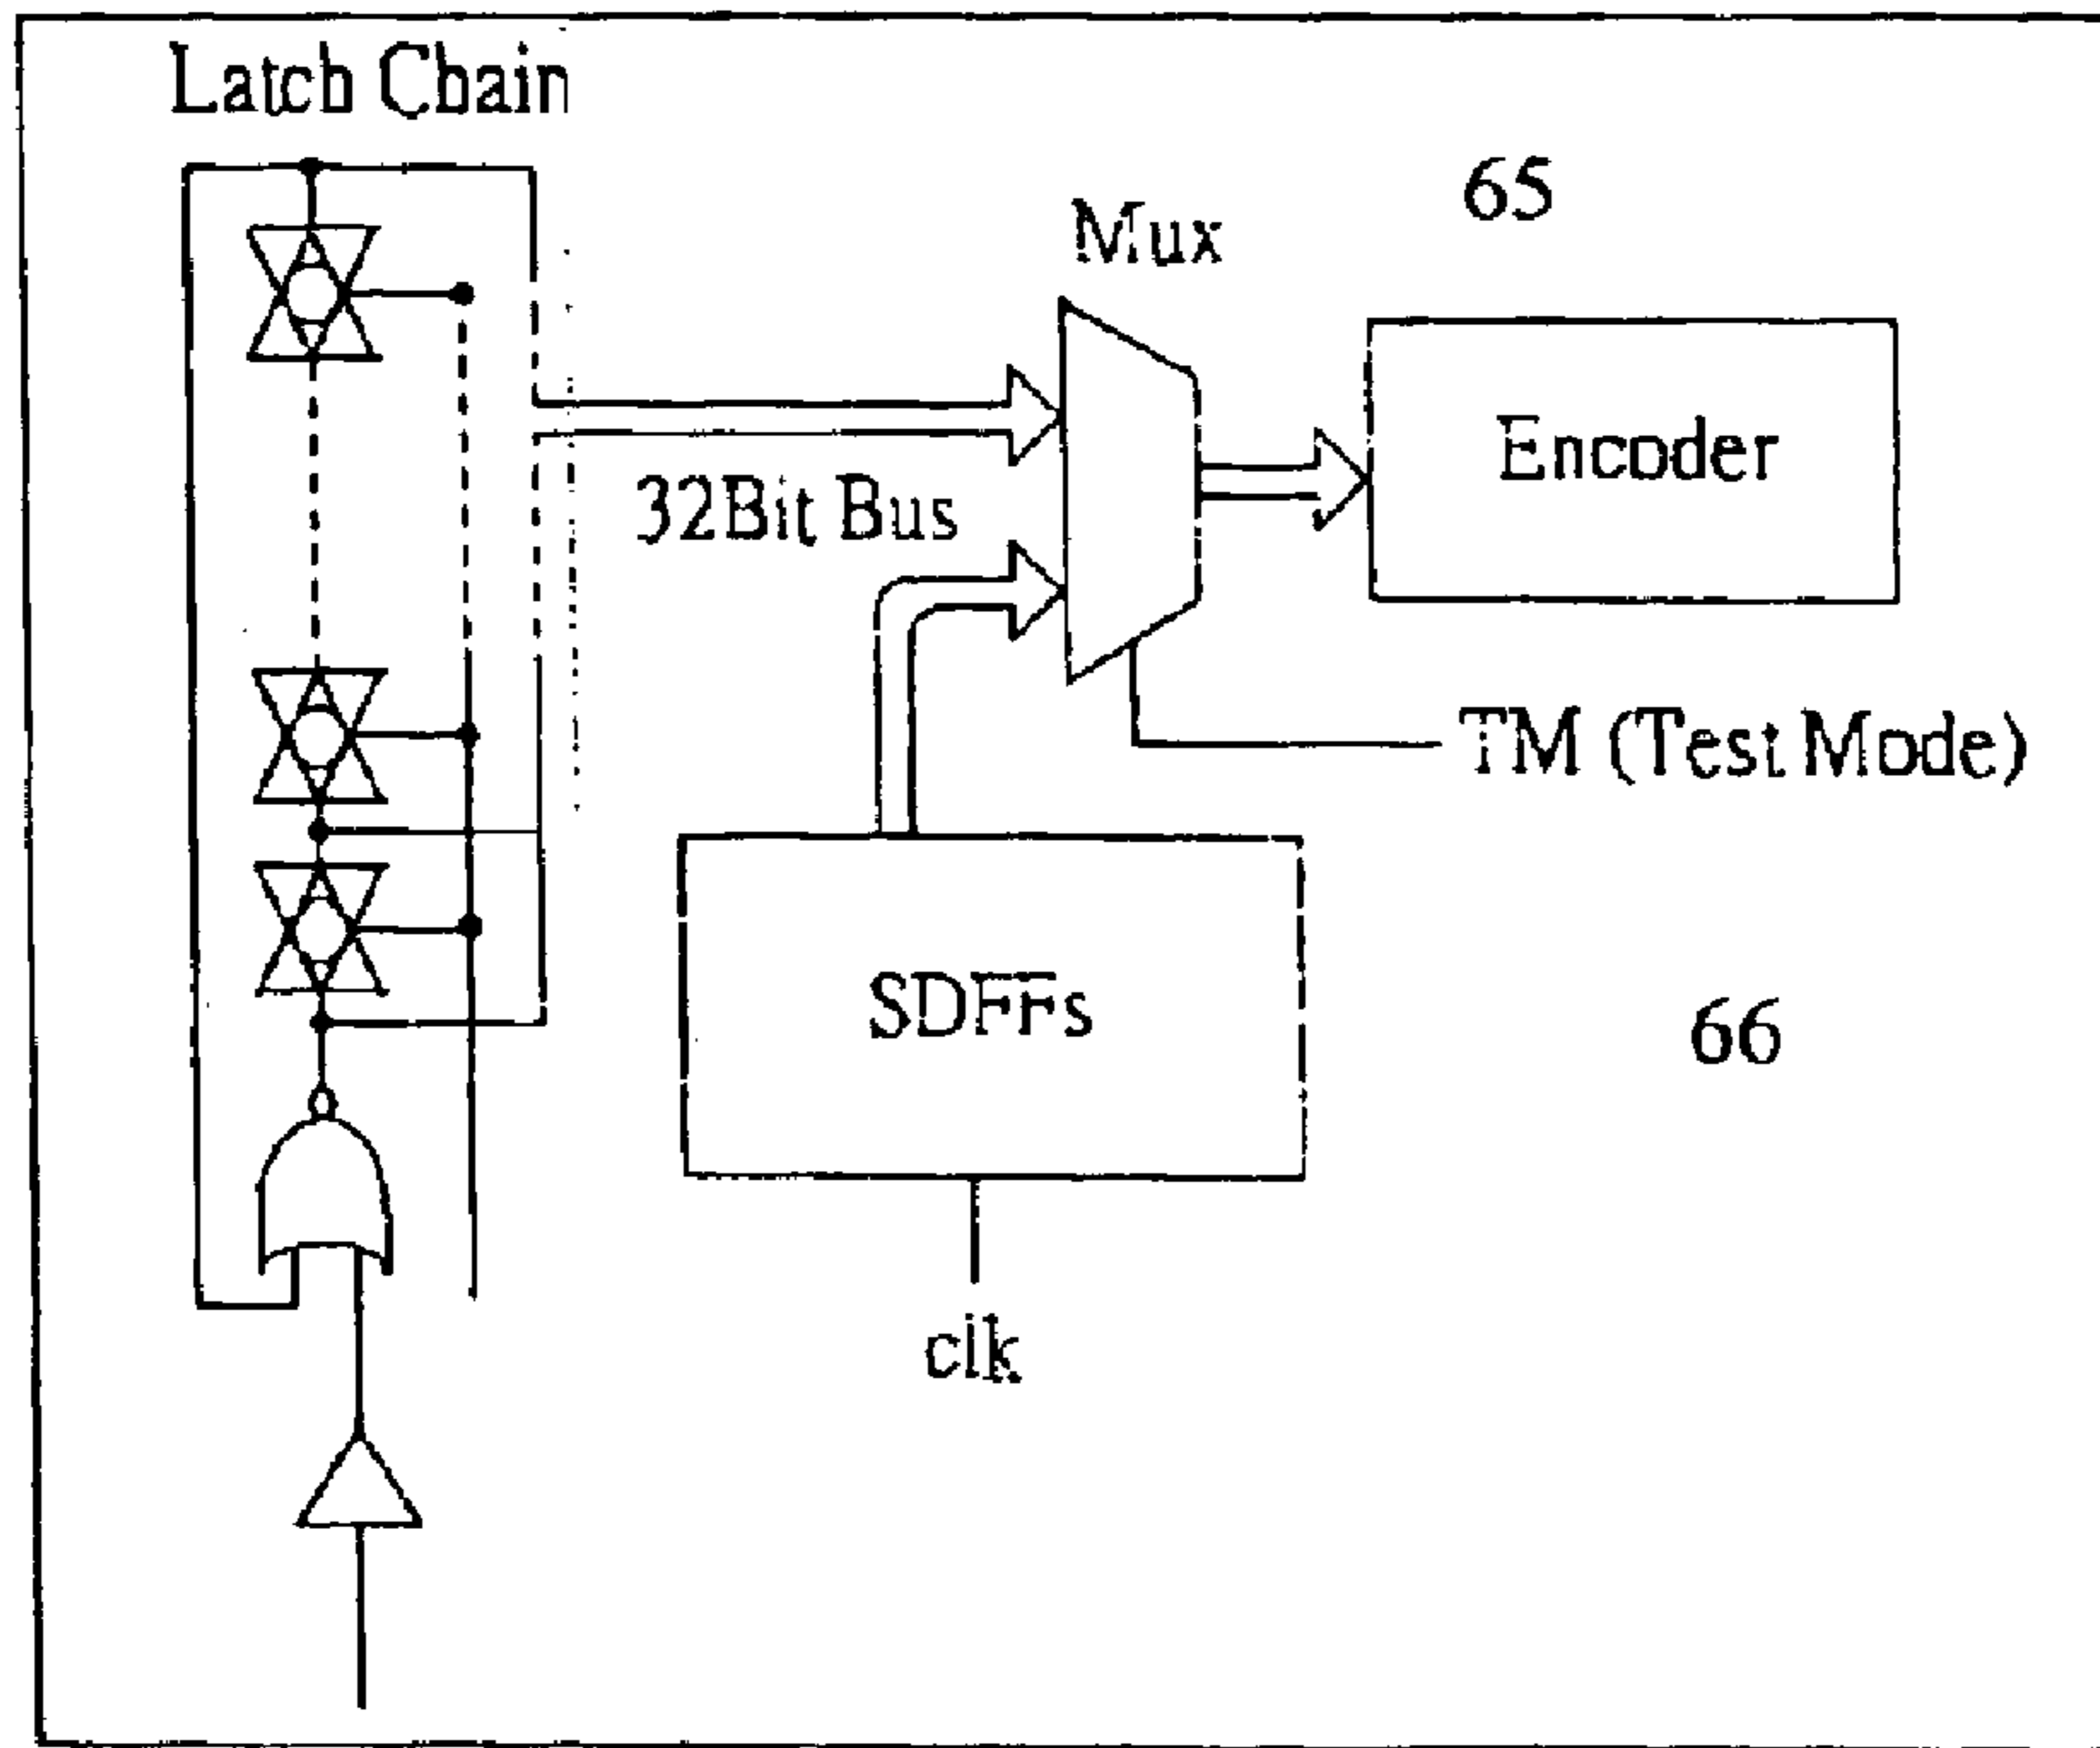 Latch Chain
65
Mux
Encoder
32Bit Bus
TM (Test Mode)
SDFFs
66
clk